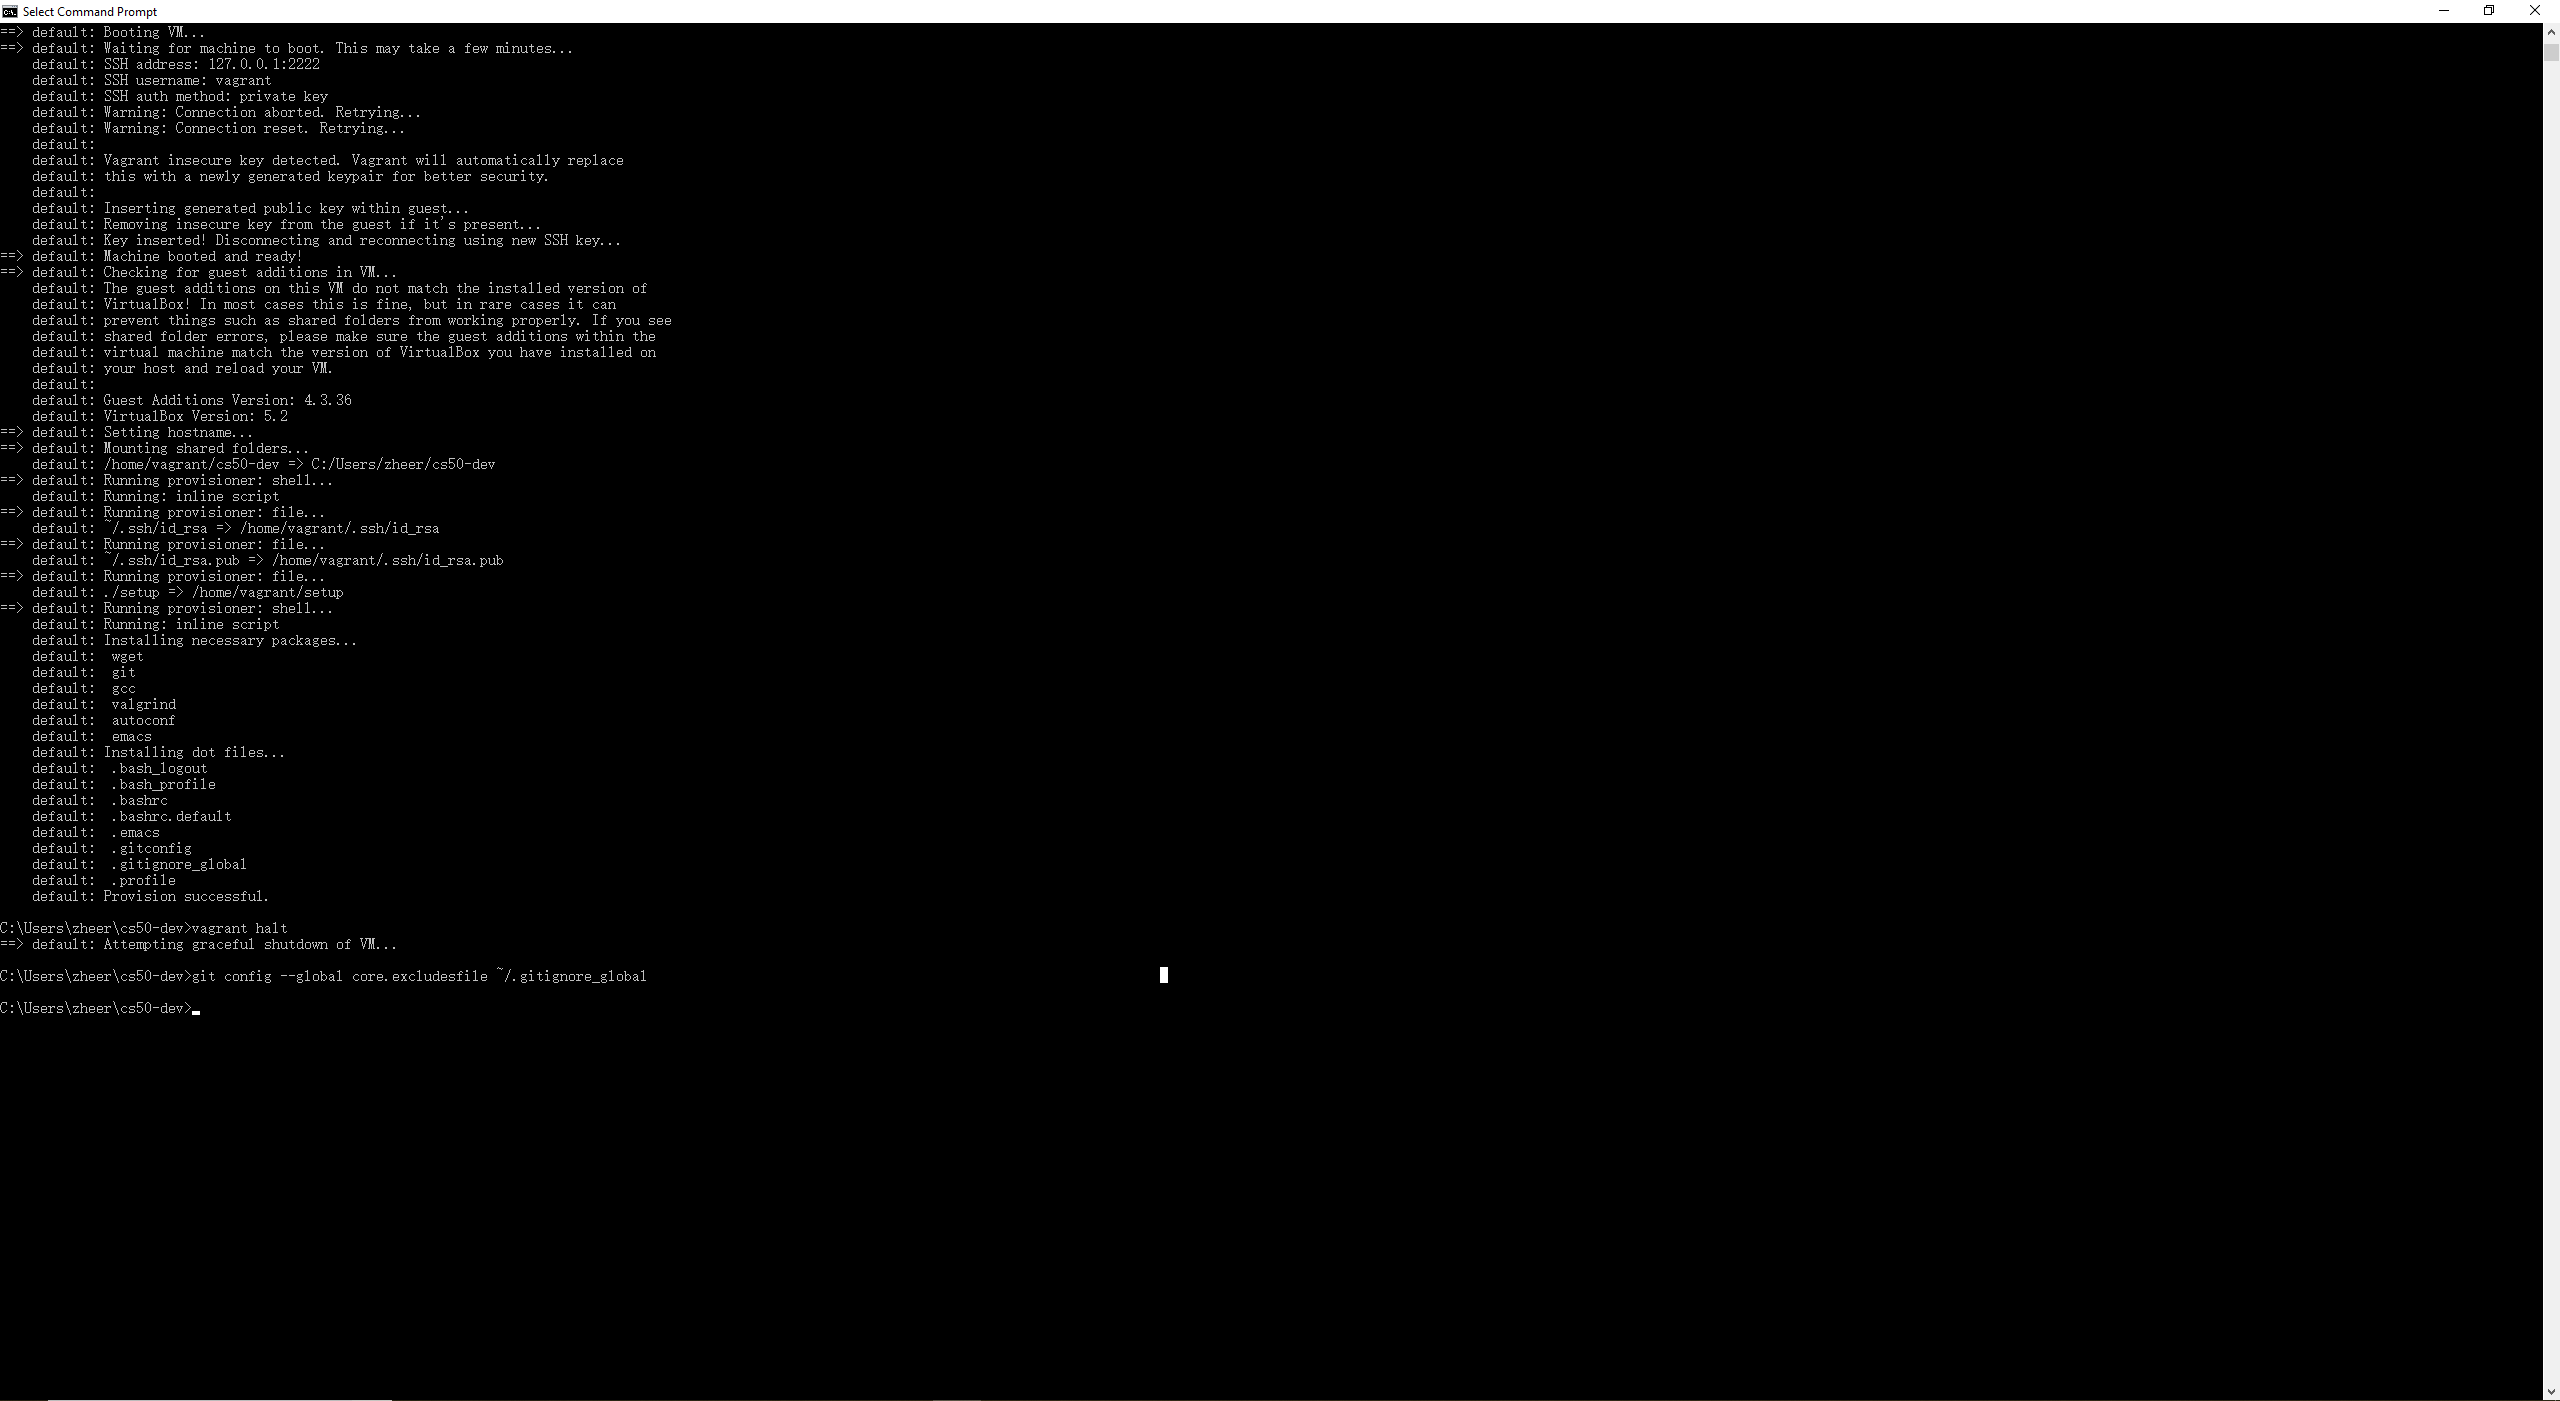 Select Command Prompt
==> default: Booting VM...
==> default: Waiting for machine to boot. This may take a few minutes...
    default: SSH address: 127.0.0.1:2222
    default: SSH username: vagrant
    default: SSH auth method: private key
    default: Warning: Connection aborted. Retrying...
    default: Warning: Connection reset. Retrying...
    default:
    default: Vagrant insecure key detected. Vagrant will automatically replace
    default: this with a newly generated keypair for better security.
    default:
    default: Inserting generated public key within guest...
    default: Removing insecure key from the guest if it's present...
    default: Key inserted! Disconnecting and reconnecting using new SSH key...
==> default: Machine booted and ready!
==> default: Checking for guest additions in VM...
    default: The guest additions on this VM do not match the installed version of
    default: VirtualBox! In most cases this is fine, but in rare cases it can
    default: prevent things such as shared folders from working properly. If you see
    default: shared folder errors, please make sure the guest additions within the
    default: virtual machine match the version of VirtualBox you have installed on
    default: your host and reload your VM.
    default:
    default: Guest Additions Version: 4.3.36
    default: VirtualBox Version: 5.2
==> default: Setting hostname...
==> default: Mounting shared folders...
    default: /home/vagrant/cs50-dev => C:/Users/zheer/cs50-dev
==> default: Running provisioner: shell...
    default: Running: inline script
==> default: Running provisioner: file...
    default: ~/.ssh/id_rsa => /home/vagrant/.ssh/id_rsa
==> default: Running provisioner: file...
    default: ~/.ssh/id_rsa.pub => /home/vagrant/.ssh/id_rsa.pub
==> default: Running provisioner: file...
    default: ./setup => /home/vagrant/setup
==> default: Running provisioner: shell...
    default: Running: inline script
    default: Installing necessary packages...
    default:  wget
    default:  git
    default:  gcc
    default:  valgrind
    default:  autoconf
    default:  emacs
    default: Installing dot files...
    default:  .bash_logout
    default:  .bash_profile
    default:  .bashrc
    default:  .bashrc.default
    default:  .emacs
    default:  .gitconfig
    default:  .gitignore_global
    default:  .profile
    default: Provision successful.
C:\Users\zheer\cs50-dev>vagrant halt
==> default: Attempting graceful shutdown of VM...
C:\Users\zheer\cs50-dev>git config --global core.excludesfile ~/.gitignore_global
C:\Users\zheer\cs50-dev>